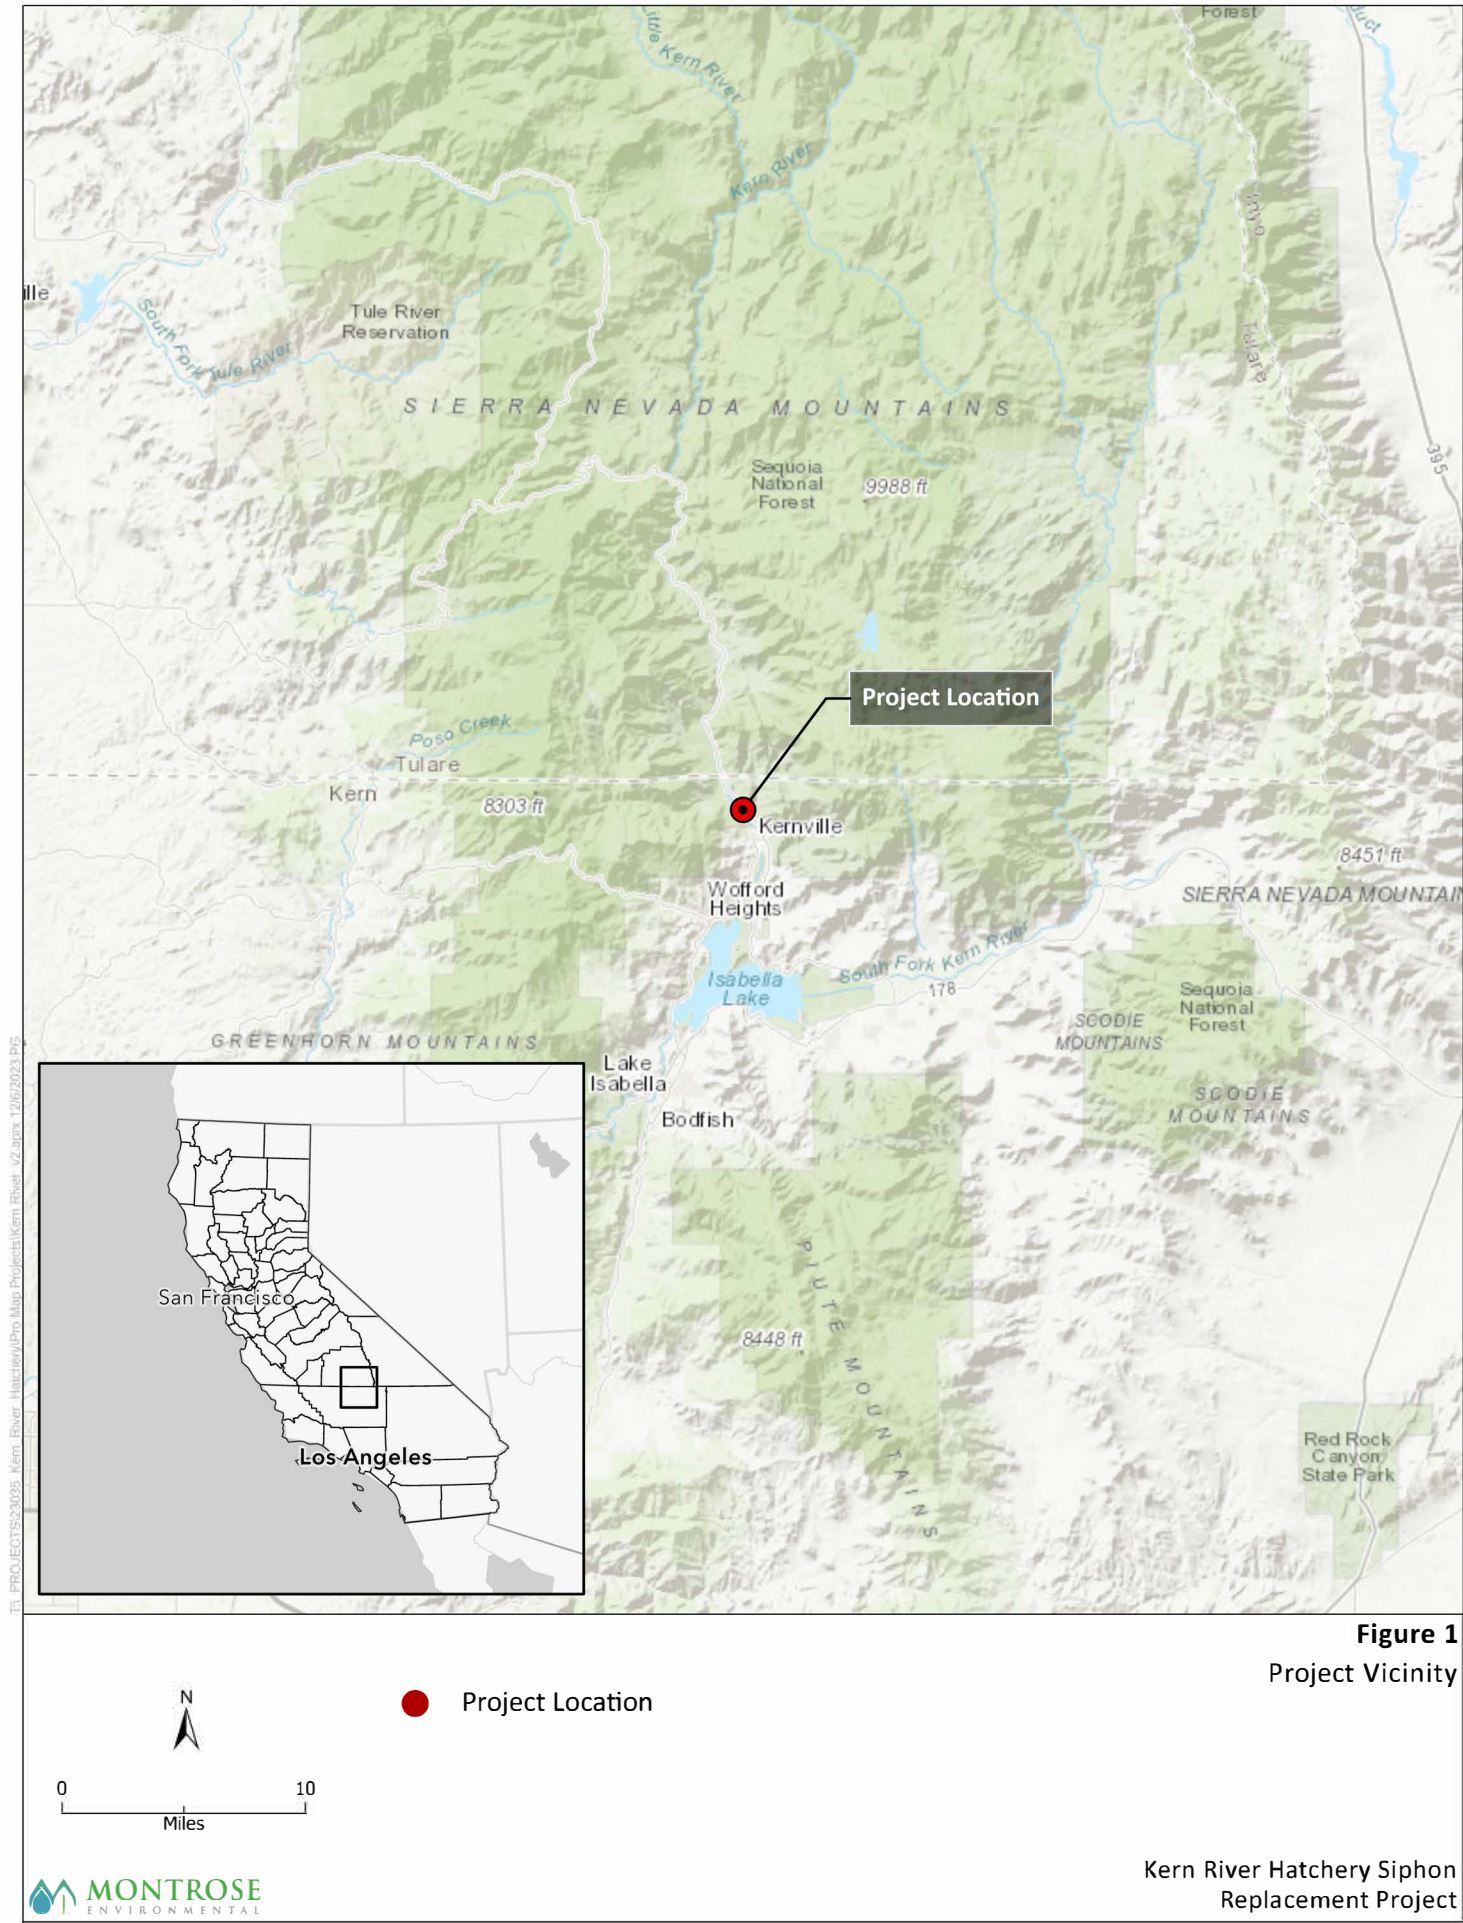 Forest
Little Kern River
Kern River
Inyo
Tulare
395
ille
South Fork Tule River
Tule River
Reservation
SIERRA NEVADA MOUNTAINS
Sequoia
National
Forest
9988 ft
Project Location
Poso Creek
Tulare
Kern
8303 ft
Kernville
8451 ft
SIERRA NEVADA MOUNTAIN
Wofford
Heights
Isabella
Lake
South Fork Kern River
178
Sequoia
National
Forest
SCODIE
MOUNTAINS
SCODIE
MOUNTAINS
GREENHORN MOUNTAINS
Lake
Isabella
Bodfish
8448 ft
PIUTE MOUNTAINS
Red Rock
Canyon
State Park
San Francisco
Los Angeles
Figure 1
Project Vicinity
N
Project Location
0 10
Miles
MONTROSE
ENVIRONMENTAL
Kern River Hatchery Siphon
Replacement Project